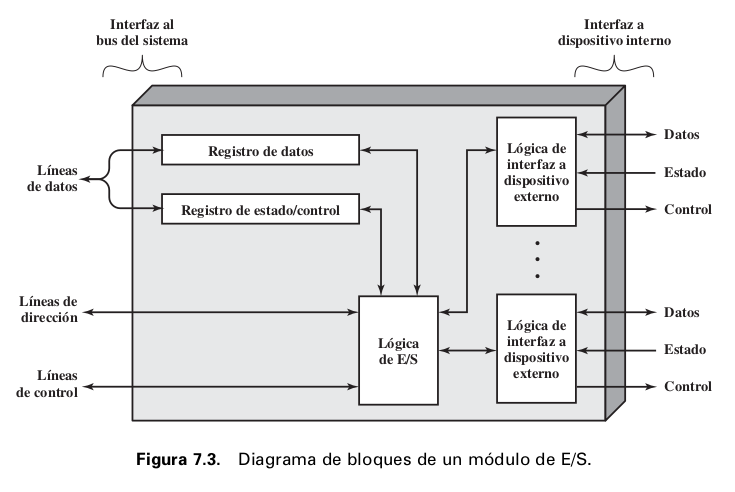 Interfaz al
bus del sistema
Interfaz a
dispositivo interno
Registro de datos
Líneas
de datos
Registro de estado/control
Lógica de
interfaz a
dispositivo
externo
Datos
Estado
Control
Líneas de
dirección
Líneas
de control
Lógica
de E/S
Lógica de
interfaz a
dispositivo
externo
Datos
Estado
Control
Figura 7.3. Diagrama de bloques de un módulo de E/S.